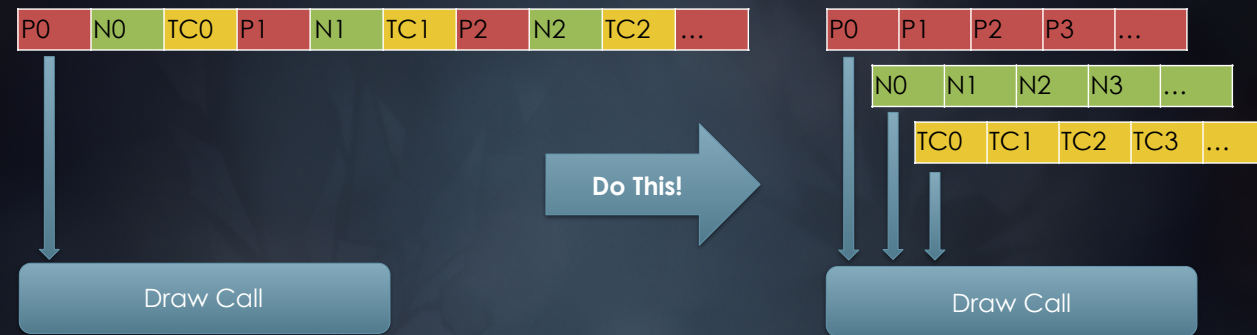 P0 N0 TC0 P1 N1 TC1 P2 N2 TC2 …
P0 P1 P2 P3 …
N0 N1 N2 N3 …
TC0 TC1 TC2 TC3 …
Do This!
Draw Call
Draw Call